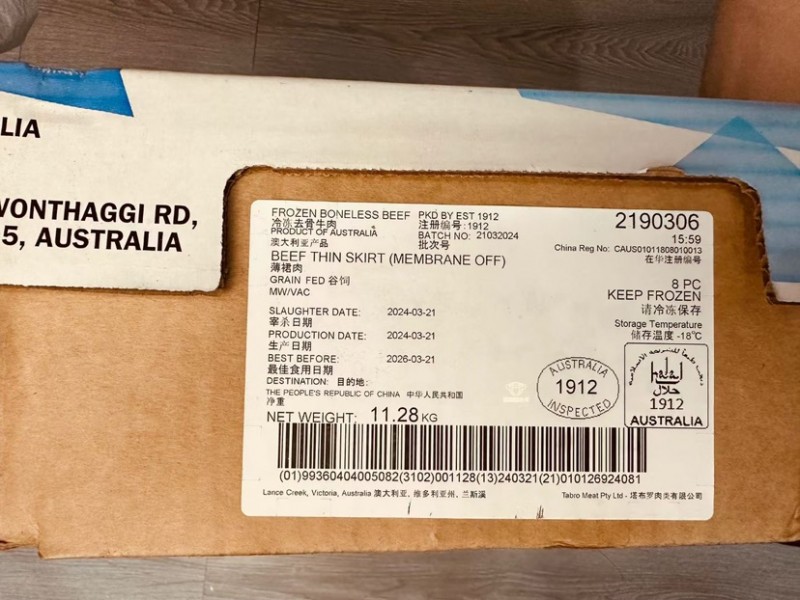 LIA
WONTHAGGI RD,
5, AUSTRALIA
FROZEN BONELESS BEEF
冷冻去骨牛肉
PRODUCT OF AUSTRALIA
澳大利亚产品
PKD BY EST 1912
注册编号:1912
BATCH NO: 21032024
批次号
2190306
15:59
China Reg No: CAUS01011808010013
在华注册编号
BEEF THIN SKIRT (MEMBRANE OFF)
薄裙肉
GRAIN FED 谷饲
MW/VAC
8 PC
KEEP FROZEN
请冷冻保存
Storage Temperature
储存温度 -18℃
SLAUGHTER DATE: 2024-03-21
宰杀日期
PRODUCTION DATE: 2024-03-21
生产日期
BEST BEFORE: 2026-03-21
最佳食用日期
DESTINATION: 目的地:
THE PEOPLE'S REPUBLIC OF CHINA 中华人民共和国
净重
NET WEIGHT: 11.28 KG
AUSTRALIA
1912
INSPECTED
halal
حلال
1912
AUSTRALIA
(01)99360404005082(3102)001128(13)240321(21)010126924081
Lance Creek, Victoria, Australia 澳大利亚, 维多利亚州, 兰斯溪
Tabro Meat Pty Ltd - 塔布罗肉类有限公司